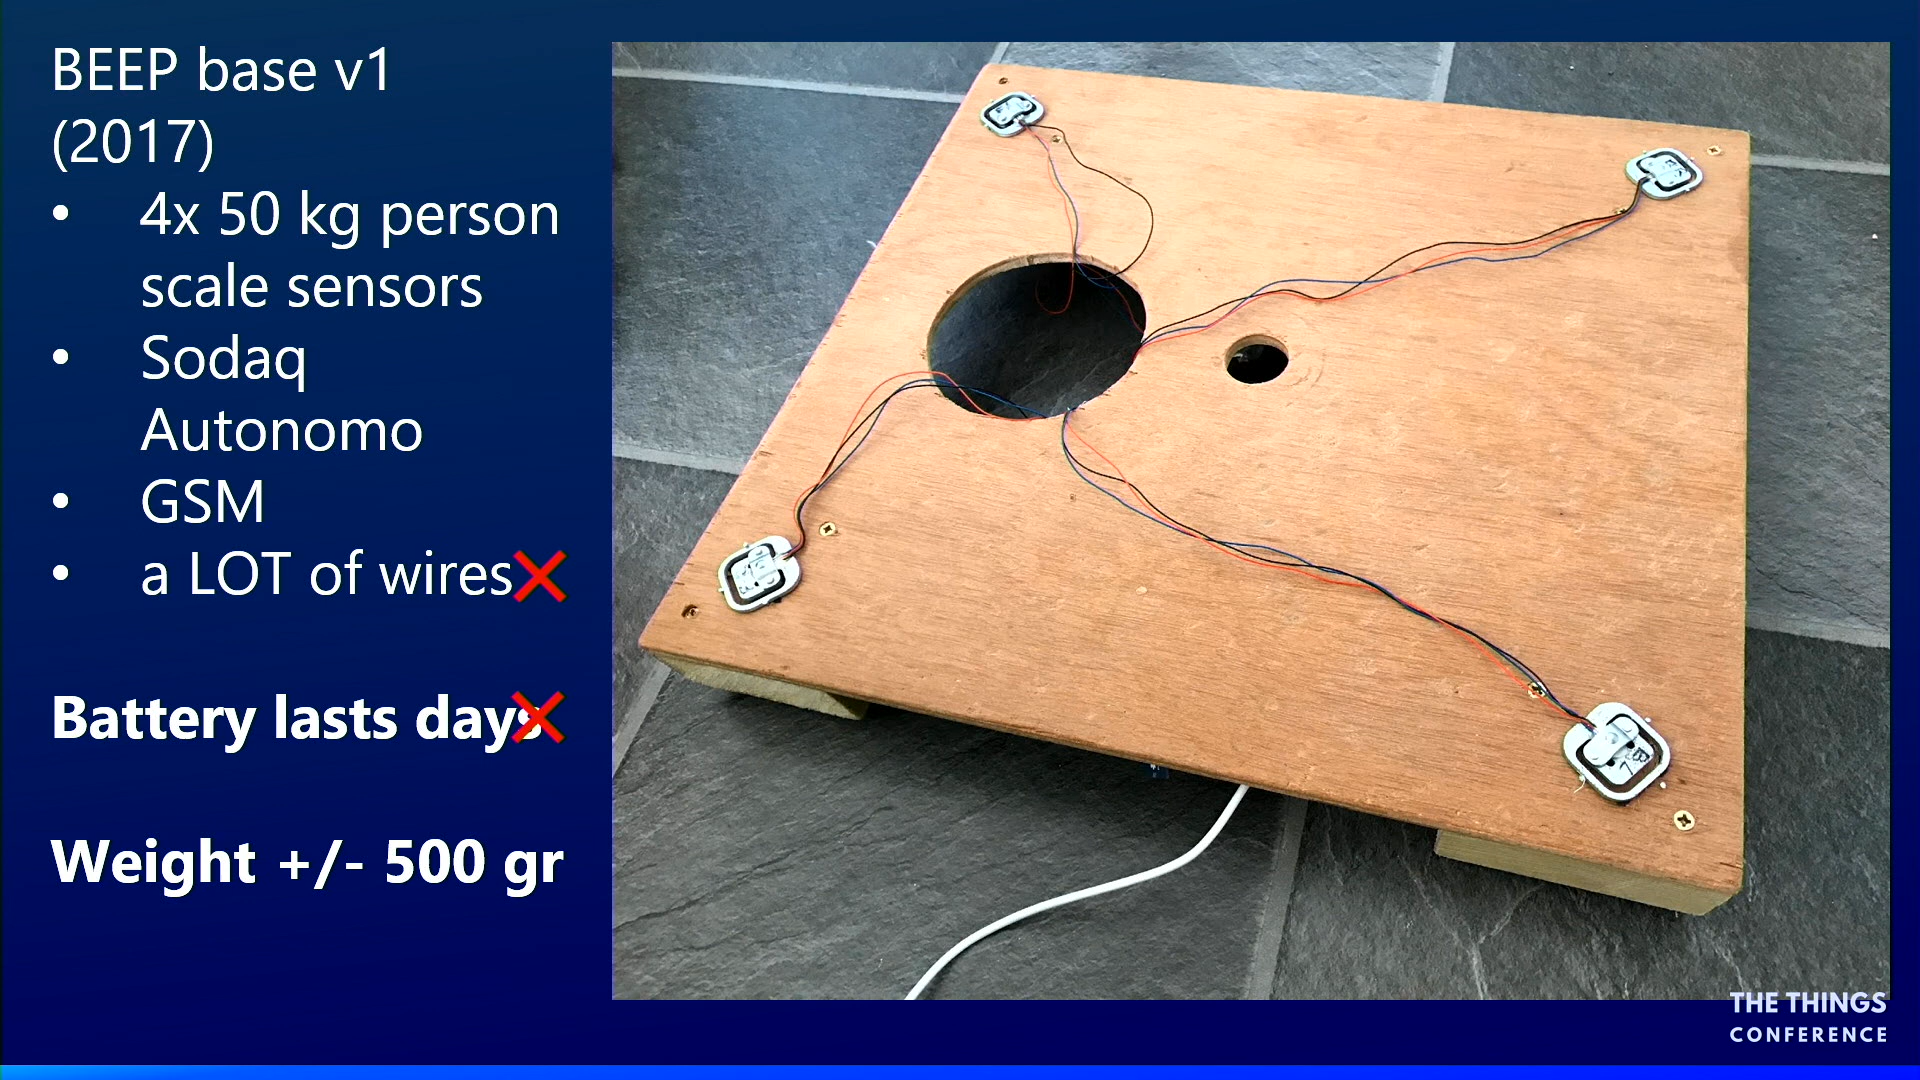 BEEP base v1
(2017)
• 4x 50 kg person
scale sensors
• Sodaq
Autonomo
• GSM
• a LOT of wires❌
Battery lasts days❌
Weight +/- 500 gr
THE THINGS
CONFERENCE